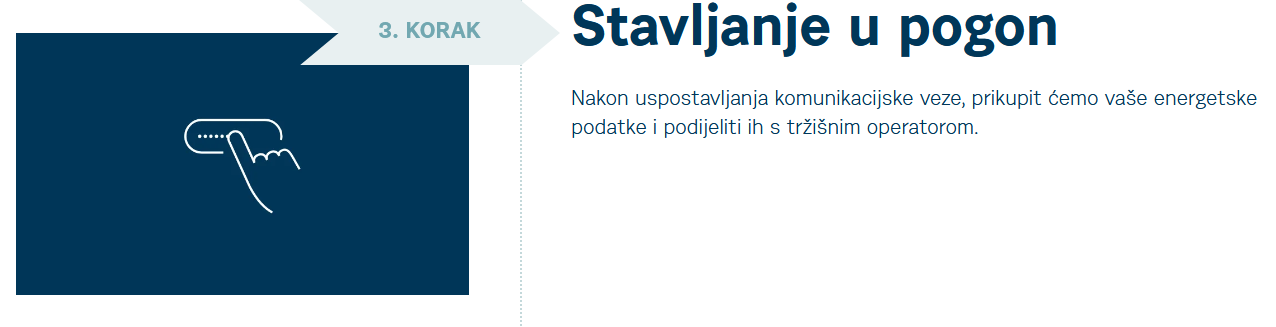 3. KORAK
Stavljanje u pogon
Nakon uspostavljanja komunikacijske veze, prikupit ćemo vaše energetske
podatke i podijeliti ih s tržišnim operatorom.